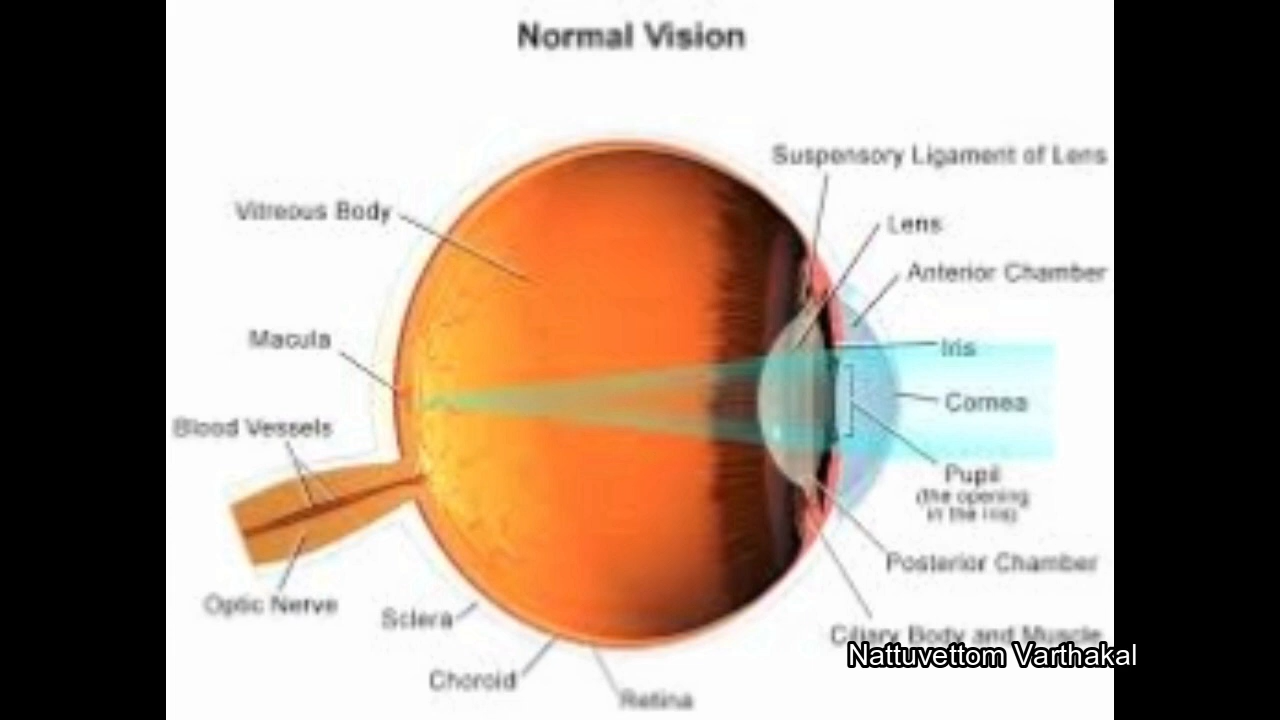 Normal Vision
Suspensory Ligament of Lens
Vitreous Body
Lens
Anterior Chamber
Macula
Iris
Cornea
Blood Vessels
Pupil
(the opening
in the iris)
Posterior Chamber
Optic Nerve
Sclera
Ciliary Body and Muscle
Nattuvettom Varthakal
Choroid
Retina